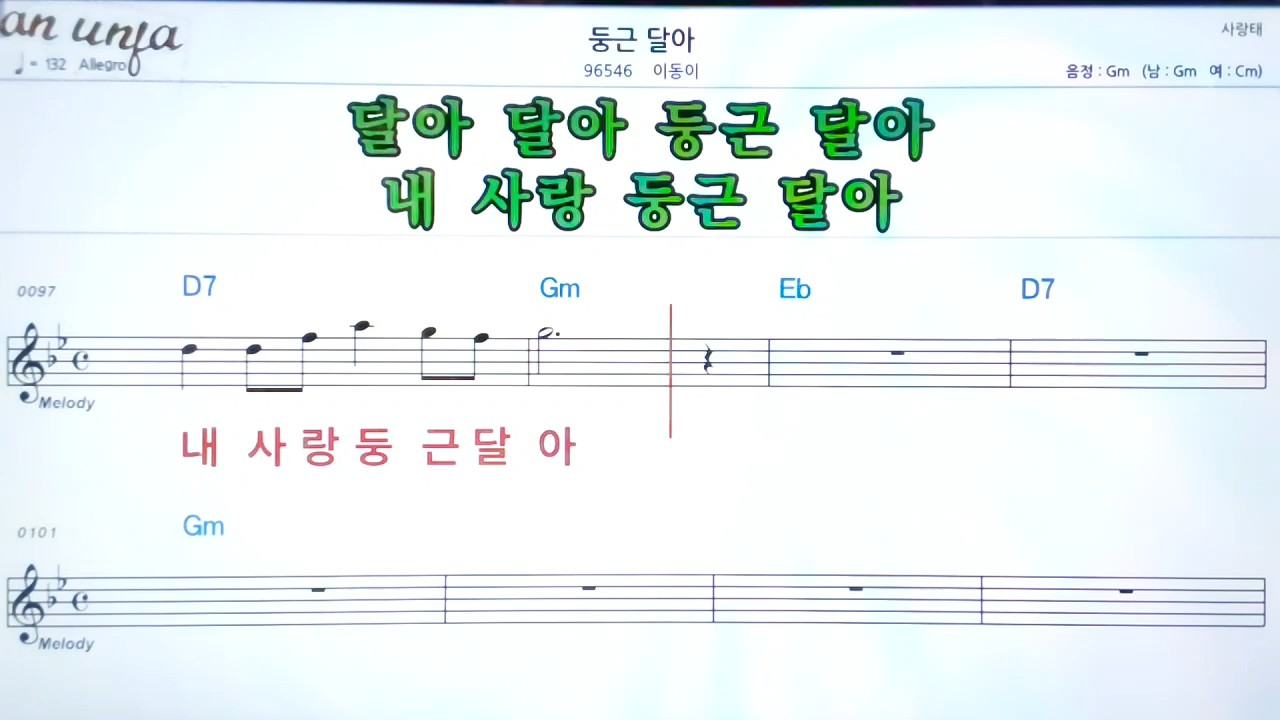 an unfa
♩= 132 Allegro
둥근 달아
96546 이동이
사랑태
음정 : Gm (남 : Gm 여 : Cm)
달아 달아 둥근 달아
내 사랑 둥근 달아
0097 D7 Gm Eb D7
Melody
내 사 랑 둥 근 달 아
0101 Gm
Melody